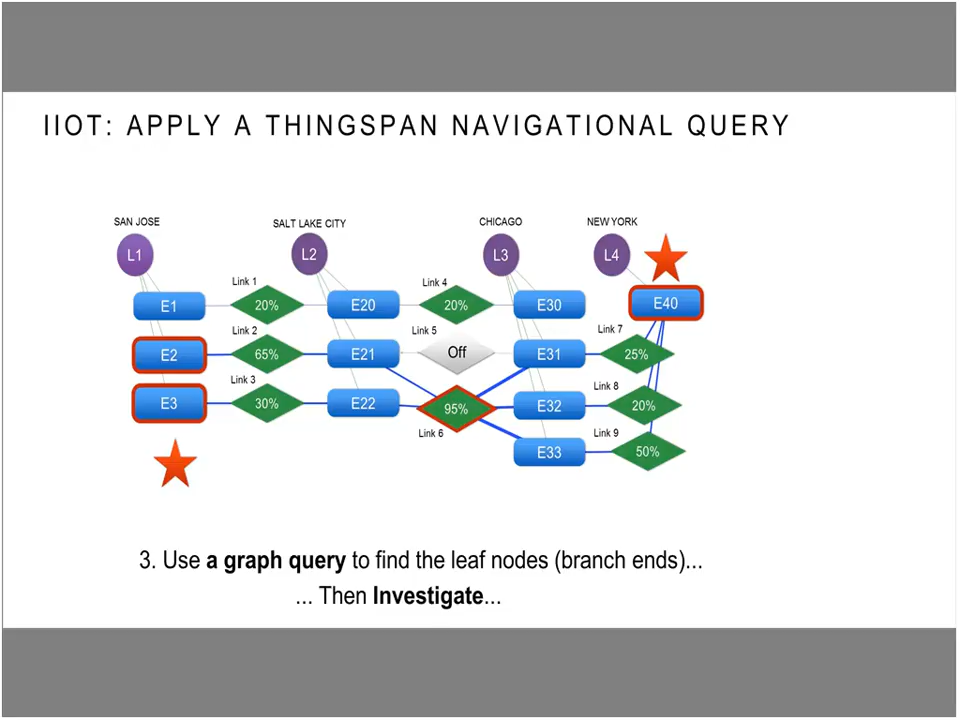 IIOT: APPLY A THINGSPAN NAVIGATIONAL QUERY
SAN JOSE
SALT LAKE CITY
CHICAGO
NEW YORK
L1
L2
L3
L4
Link 1
Link 4
E1
20%
E20
20%
E30
E40
Link 2
Link 5
Link 7
E2
65%
E21
Off
E31
25%
Link 3
Link 8
E3
30%
E22
95%
E32
20%
Link 6
Link 9
E33
50%
3. Use a graph query to find the leaf nodes (branch ends)...
... Then Investigate...